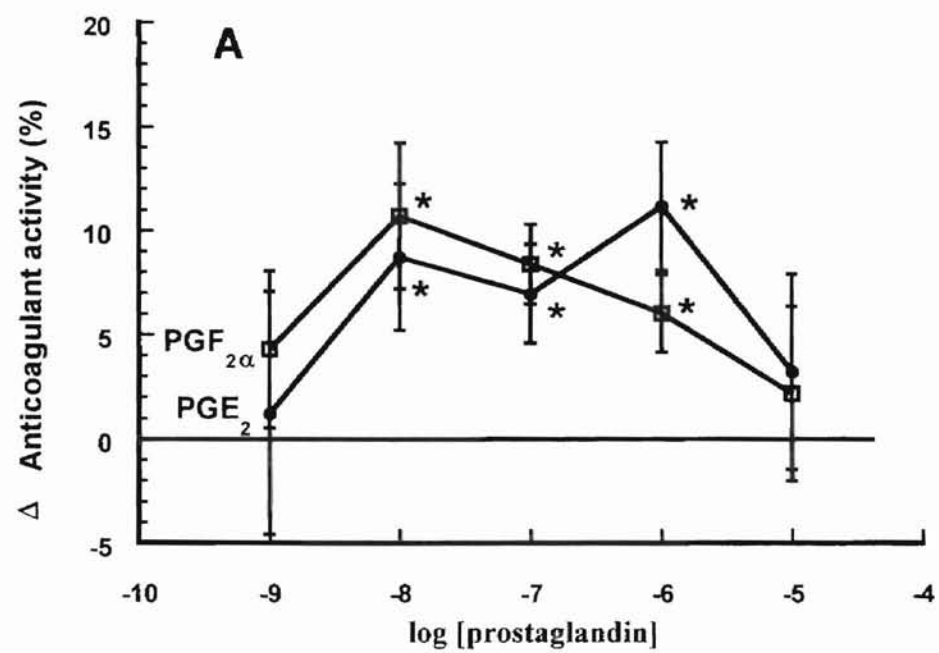 A
20
15
10
5
0
-5
Δ Anticoagulant activity (%)
PGF2α
PGE2
*
*
*
*
*
*
-10 -9 -8 -7 -6 -5 -4
log [prostaglandin]